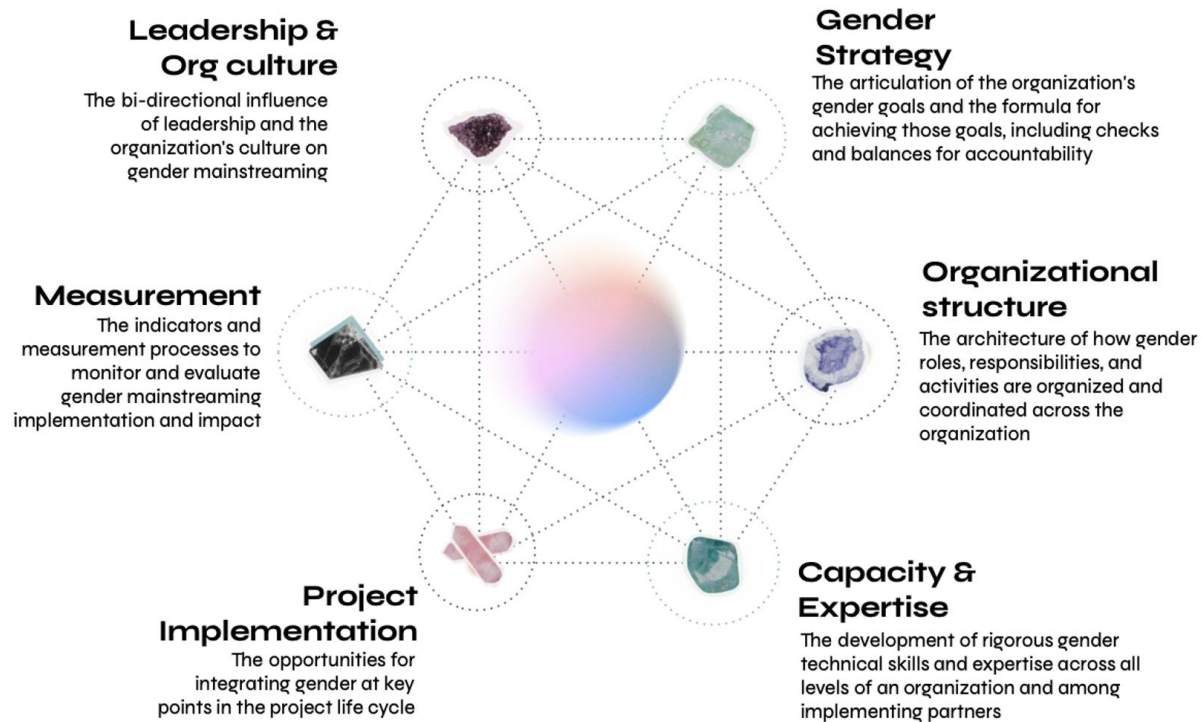 Leadership &
Org culture
The bi-directional influence
of leadership and the
organization's culture on
gender mainstreaming
Gender
Strategy
The articulation of the organization's
gender goals and the formula for
achieving those goals, including checks
and balances for accountability
Measurement
The indicators and
measurement processes to
monitor and evaluate
gender mainstreaming
implementation and impact
Organizational
structure
The architecture of how gender
roles, responsibilities, and
activities are organized and
coordinated across the
organization
Project
Implementation
The opportunities for
integrating gender at key
points in the project life cycle
Capacity &
Expertise
The development of rigorous gender
technical skills and expertise across all
levels of an organization and among
implementing partners